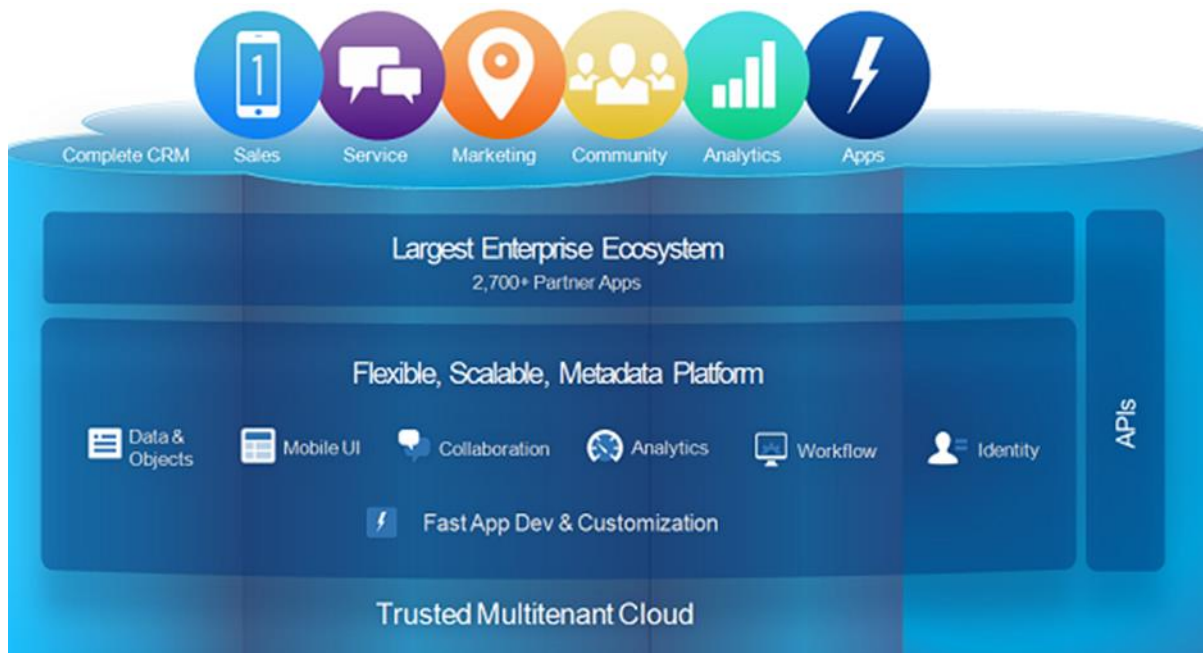 1
Complete CRM Sales Service Marketing Community Analytics Apps
Largest Enterprise Ecosystem
2,700+ Partner Apps
Flexible, Scalable, Metadata Platform
Data &
Objects
Mobile UI
Collaboration
Analytics
Workflow
Identity
Fast App Dev & Customization
APIs
Trusted Multitenant Cloud